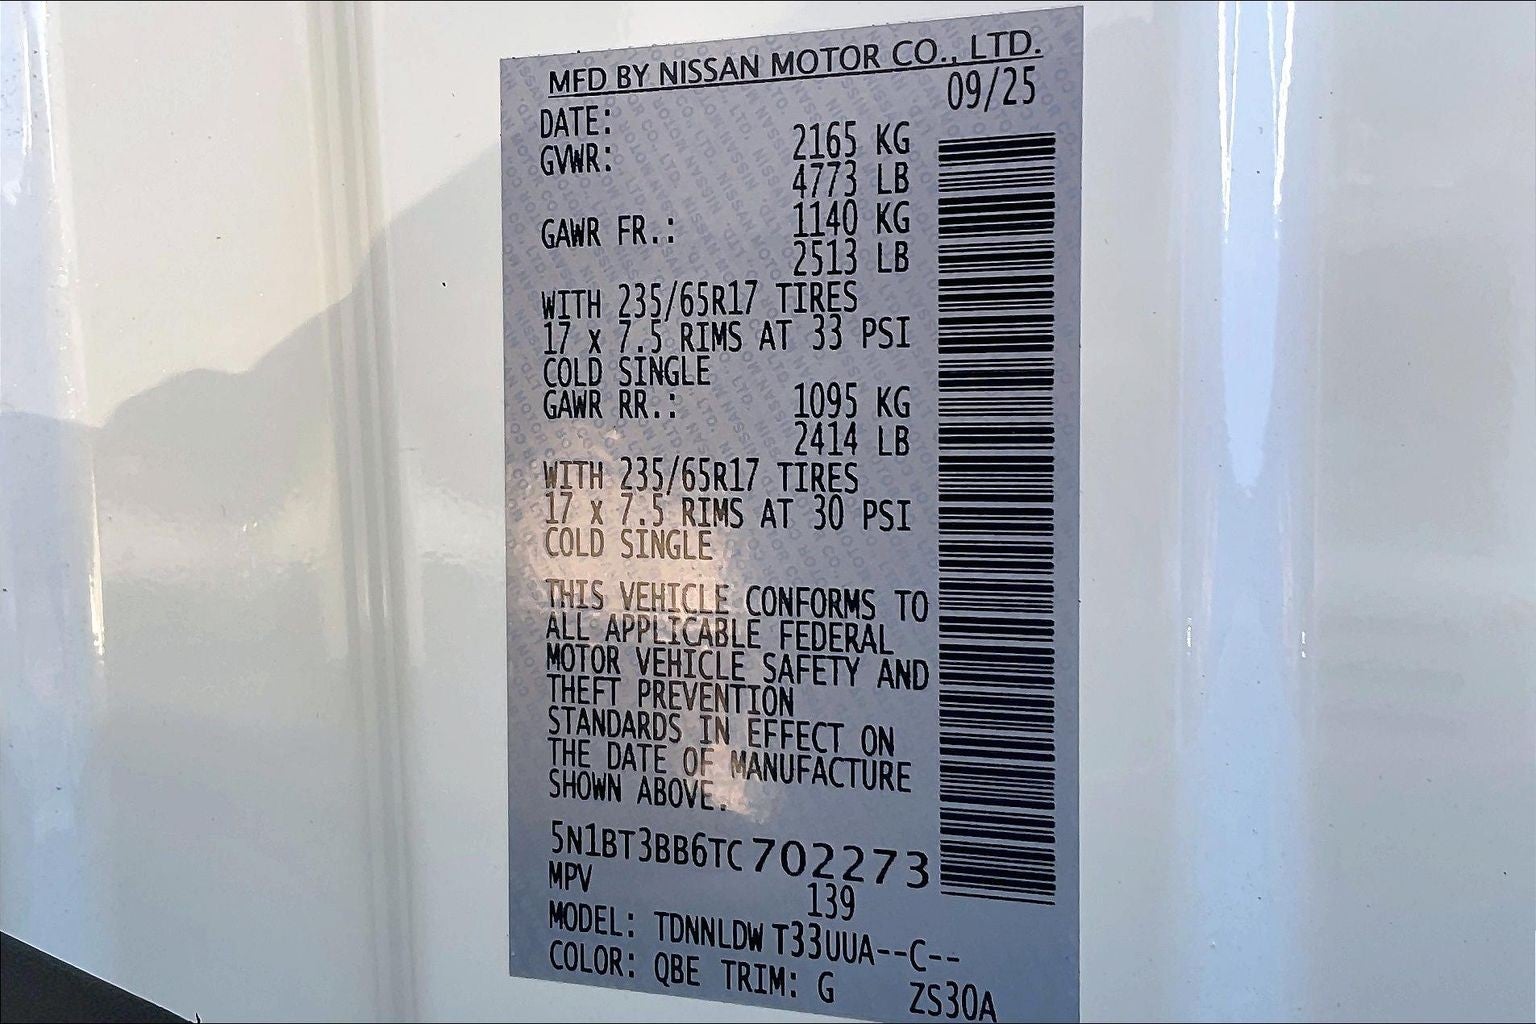 MFD BY NISSAN MOTOR CO., LTD.
DATE: 09/25
GVWR: 2165 KG
4773 LB
GAWR FR.: 1140 KG
2513 LB
WITH 235/65R17 TIRES
17 x 7.5 RIMS AT 33 PSI
COLD SINGLE
GAWR RR.: 1095 KG
2414 LB
WITH 235/65R17 TIRES
17 x 7.5 RIMS AT 30 PSI
COLD SINGLE
THIS VEHICLE CONFORMS TO
ALL APPLICABLE FEDERAL
MOTOR VEHICLE SAFETY AND
THEFT PREVENTION
STANDARDS IN EFFECT ON
THE DATE OF MANUFACTURE
SHOWN ABOVE.
5N1BT3BB6TC702273
MPV 139
MODEL: TDNNLDW T33UUA--C--
COLOR: QBE TRIM: G ZS30A